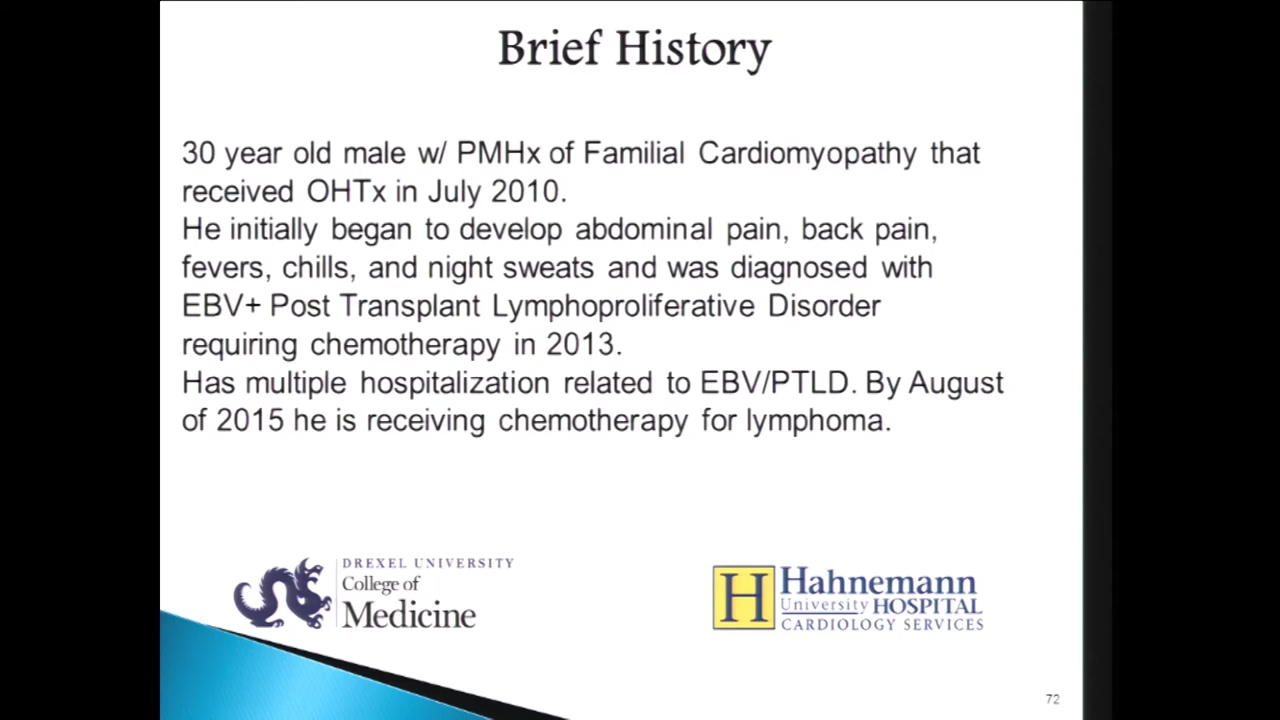 Brief History
30 year old male w/ PMHx of Familial Cardiomyopathy that
received OHTx in July 2010.
He initially began to develop abdominal pain, back pain,
fevers, chills, and night sweats and was diagnosed with
EBV+ Post Transplant Lymphoproliferative Disorder
requiring chemotherapy in 2013.
Has multiple hospitalization related to EBV/PTLD. By August
of 2015 he is receiving chemotherapy for lymphoma.
DREXEL UNIVERSITY
College of
Medicine
H Hahnemann
University HOSPITAL
CARDIOLOGY SERVICES
72